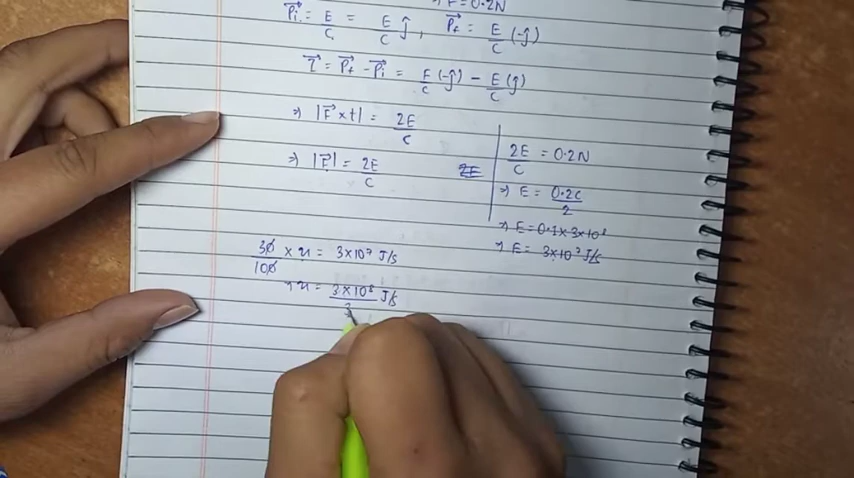 ⇒ F = 0.2N
P⃗i = E/C = E/C ĵ, P⃗f = E/C (-ĵ)
I⃗ = P⃗f - P⃗i = E/C (-ĵ) - E/C (ĵ)
⇒ |F⃗ × t| = 2E/C
⇒ |F⃗| = 2E/C
2E/C = 0.2N
⇒ E = 0.2C/2
⇒ E = 0.1 × 3×10⁸
⇒ E = 3×10⁷ J/s
30/100 × x = 3×10⁷ J/s
x = 3×10⁸/3 J/s